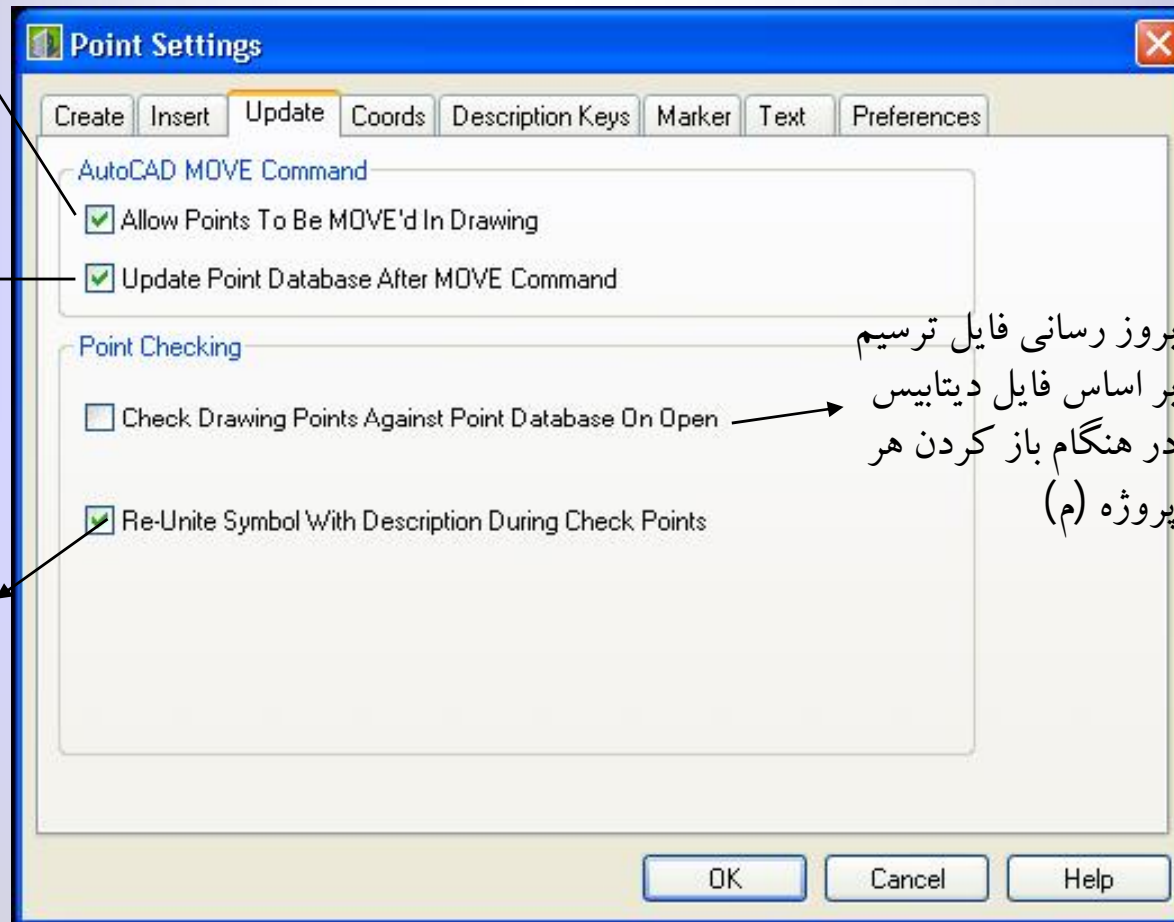 Point Settings
Create Insert Update Coords Description Keys Marker Text Preferences
AutoCAD MOVE Command
Allow Points To Be MOVE'd In Drawing
Update Point Database After MOVE Command
Point Checking
Check Drawing Points Against Point Database On Open
Re-Unite Symbol With Description During Check Points
بروز رسانی فایل ترسیم
بر اساس فایل دیتابیس
در هنگام باز کردن هر
پروژه (م)
OK Cancel Help